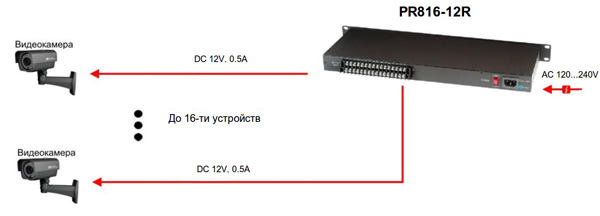 PR816-12R
Видеокамера
DC 12V. 0.5A
AC 120...240V
До 16-ти устройств
Видеокамера
DC 12V. 0.5A